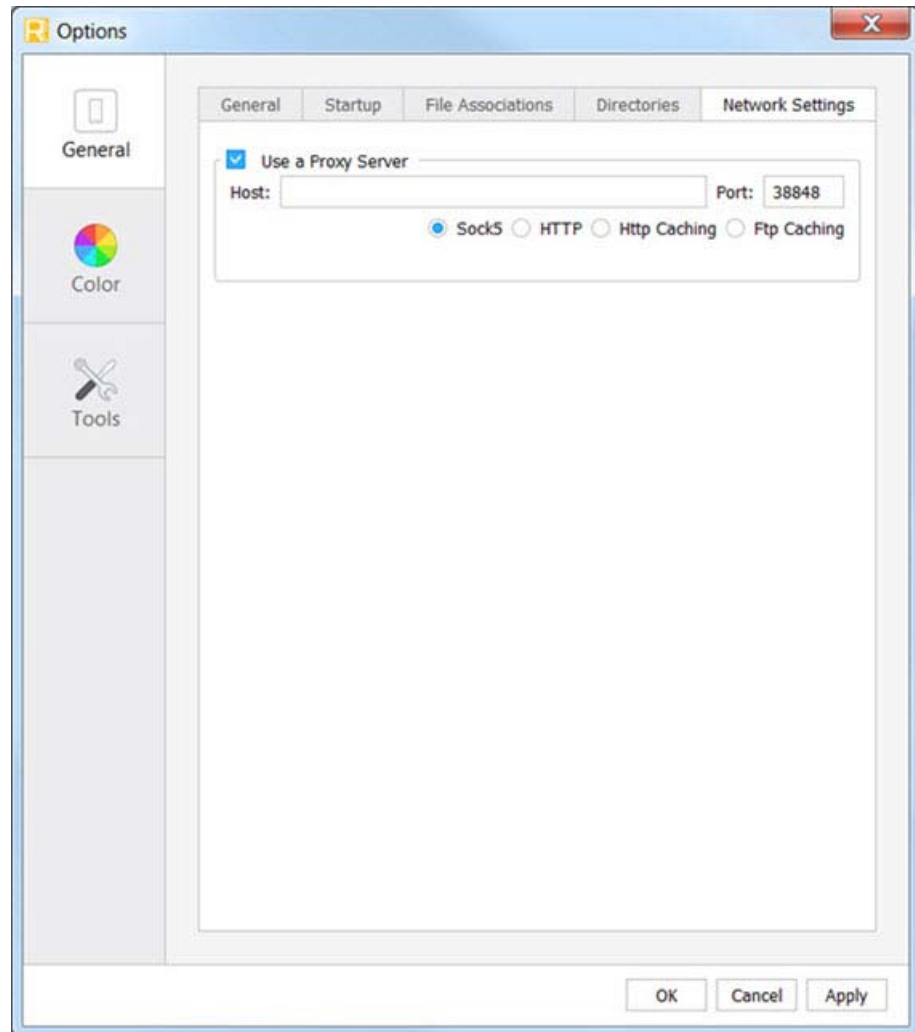 Options
General
Color
Tools
General Startup File Associations Directories Network Settings
Use a Proxy Server
Host: Port: 38848
Sock5 HTTP Http Caching Ftp Caching
OK Cancel Apply